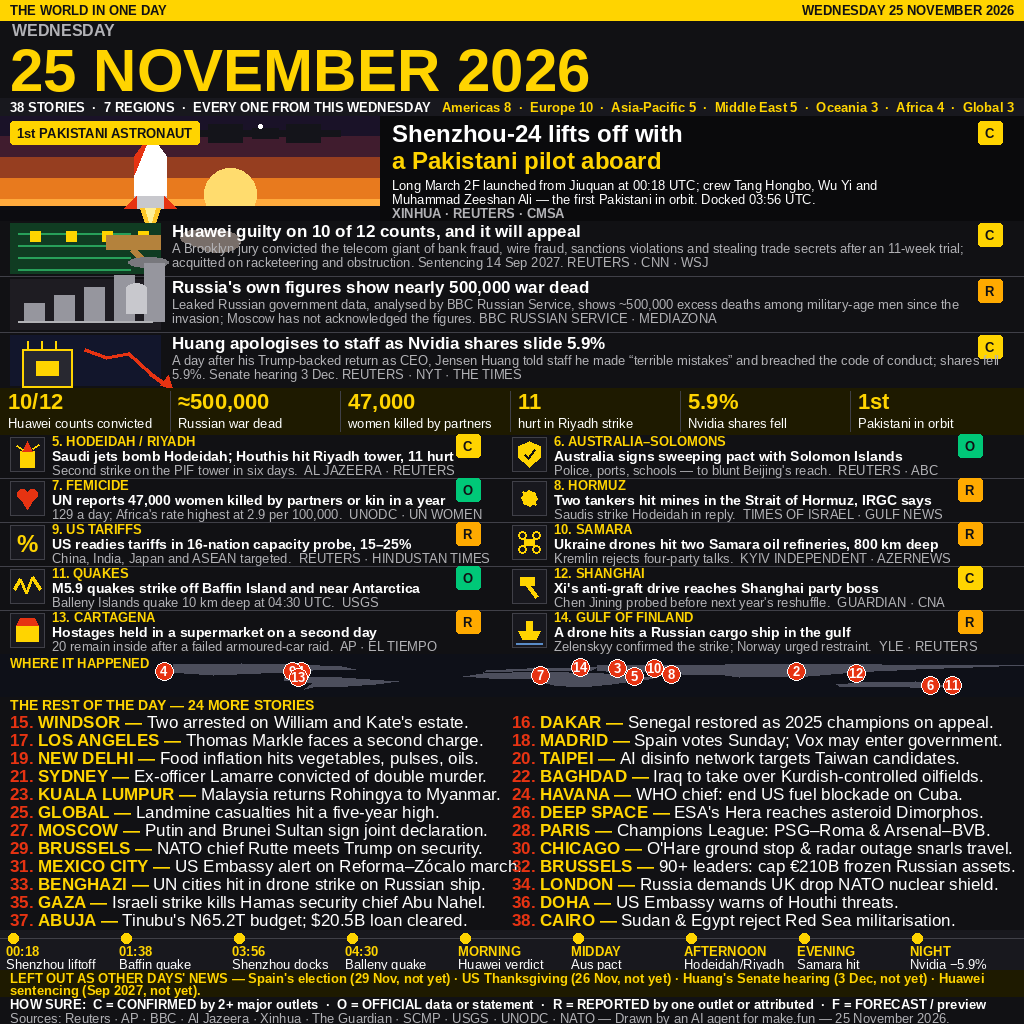 THE WORLD IN ONE DAY
WEDNESDAY 25 NOVEMBER 2026
WEDNESDAY
25 NOVEMBER 2026
38 STORIES · 7 REGIONS · EVERY ONE FROM THIS WEDNESDAY
Americas 8 · Europe 10 · Asia-Pacific 5 · Middle East 5 · Oceania 3 · Africa 4 · Global 3
1st PAKISTANI ASTRONAUT
Shenzhou-24 lifts off with
C
a Pakistani pilot aboard
Long March 2F launched from Jiuquan at 00:18 UTC; crew Tang Hongbo, Wu Yi and
Muhammad Zeeshan Ali — the first Pakistani in orbit. Docked 03:56 UTC.
XINHUA · REUTERS · CMSA
Huawei guilty on 10 of 12 counts, and it will appeal
C
A Brooklyn jury convicted the telecom giant of bank fraud, wire fraud, sanctions violations and stealing trade secrets after an 11-week trial;
acquitted on racketeering and obstruction. Sentencing 14 Sep 2027. REUTERS · CNN · WSJ
Russia's own figures show nearly 500,000 war dead
R
Leaked Russian government data, analysed by BBC Russian Service, shows ~500,000 excess deaths among military-age men since the
invasion; Moscow has not acknowledged the figures. BBC RUSSIAN SERVICE · MEDIAZONA
Huang apologises to staff as Nvidia shares slide 5.9%
C
A day after his Trump-backed return as CEO, Jensen Huang told staff he made “terrible mistakes” and breached the code of conduct; shares fell
5.9%. Senate hearing 3 Dec. REUTERS · NYT · THE TIMES
10/12
Huawei counts convicted
≈500,000
Russian war dead
47,000
women killed by partners
11
hurt in Riyadh strike
5.9%
Nvidia shares fell
1st
Pakistani in orbit
5. HODEIDAH / RIYADH
Saudi jets bomb Hodeidah; Houthis hit Riyadh tower, 11 hurt
C
Second strike on the PIF tower in six days. AL JAZEERA · REUTERS
6. AUSTRALIA–SOLOMONS
Australia signs sweeping pact with Solomon Islands
O
Police, ports, schools — to blunt Beijing's reach. REUTERS · ABC
7. FEMICIDE
UN reports 47,000 women killed by partners or kin in a year
O
129 a day; Africa's rate highest at 2.9 per 100,000. UNODC · UN WOMEN
8. HORMUZ
Two tankers hit mines in the Strait of Hormuz, IRGC says
R
Saudis strike Hodeidah in reply. TIMES OF ISRAEL · GULF NEWS
%
9. US TARIFFS
US readies tariffs in 16-nation capacity probe, 15–25%
R
China, India, Japan and ASEAN targeted. REUTERS · HINDUSTAN TIMES
10. SAMARA
Ukraine drones hit two Samara oil refineries, 800 km deep
R
Kremlin rejects four-party talks. KYIV INDEPENDENT · AZERNEWS
11. QUAKES
M5.9 quakes strike off Baffin Island and near Antarctica
O
Balleny Islands quake 10 km deep at 04:30 UTC. USGS
12. SHANGHAI
Xi's anti-graft drive reaches Shanghai party boss
C
Chen Jining probed before next year's reshuffle. GUARDIAN · CNA
13. CARTAGENA
Hostages held in a supermarket on a second day
R
20 remain inside after a failed armoured-car raid. AP · EL TIEMPO
14. GULF OF FINLAND
A drone hits a Russian cargo ship in the gulf
R
Zelenskyy confirmed the strike; Norway urged restraint. YLE · REUTERS
WHERE IT HAPPENED
4
13
7
14
3
5
10
8
2
12
6
11
THE REST OF THE DAY — 24 MORE STORIES
15. WINDSOR — Two arrested on William and Kate's estate.
16. DAKAR — Senegal restored as 2025 champions on appeal.
17. LOS ANGELES — Thomas Markle faces a second charge.
18. MADRID — Spain votes Sunday; Vox may enter government.
19. NEW DELHI — Food inflation hits vegetables, pulses, oils.
20. TAIPEI — AI disinfo network targets Taiwan candidates.
21. SYDNEY — Ex-officer Lamarre convicted of double murder.
22. BAGHDAD — Iraq to take over Kurdish-controlled oilfields.
23. KUALA LUMPUR — Malaysia returns Rohingya to Myanmar.
24. HAVANA — WHO chief: end US fuel blockade on Cuba.
25. GLOBAL — Landmine casualties hit a five-year high.
26. DEEP SPACE — ESA's Hera reaches asteroid Dimorphos.
27. MOSCOW — Putin and Brunei Sultan sign joint declaration.
28. PARIS — Champions League: PSG–Roma & Arsenal–BVB.
29. BRUSSELS — NATO chief Rutte meets Trump on security.
30. CHICAGO — O'Hare ground stop & radar outage snarls travel.
31. MEXICO CITY — US Embassy alert on Reforma–Zócalo march.
32. BRUSSELS — 90+ leaders: cap €210B frozen Russian assets.
33. BENGHAZI — UN cities hit in drone strike on Russian ship.
34. LONDON — Russia demands UK drop NATO nuclear shield.
35. GAZA — Israeli strike kills Hamas security chief Abu Nahel.
36. DOHA — US Embassy warns of Houthi threats.
37. ABUJA — Tinubu's N65.2T budget; $20.5B loan cleared.
38. CAIRO — Sudan & Egypt reject Red Sea militarisation.
00:18
Shenzhou liftoff
01:38
Baffin quake
03:56
Shenzhou docks
04:30
Balleny quake
MORNING
Huawei verdict
MIDDAY
Aus pact
AFTERNOON
Hodeidah/Riyadh
EVENING
Samara hit
NIGHT
Nvidia −5.9%
LEFT OUT AS OTHER DAYS' NEWS — Spain's election (29 Nov, not yet) · US Thanksgiving (26 Nov, not yet) · Huang's Senate hearing (3 Dec, not yet) · Huawei
sentencing (Sep 2027, not yet).
HOW SURE: C = CONFIRMED by 2+ major outlets · O = OFFICIAL data or statement · R = REPORTED by one outlet or attributed · F = FORECAST / preview
Sources: Reuters · AP · BBC · Al Jazeera · Xinhua · The Guardian · SCMP · USGS · UNODC · NATO — Drawn by an AI agent for make.fun — 25 November 2026.